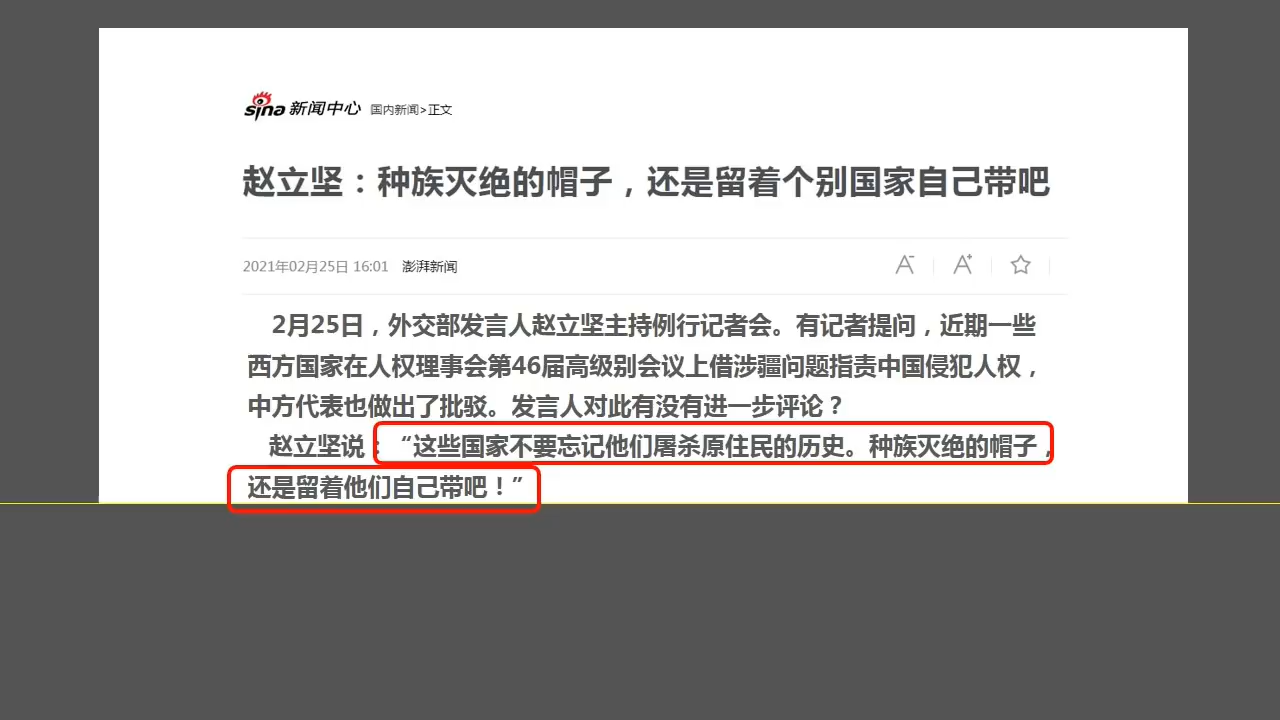 sina 新闻中心 国内新闻>正文
赵立坚：种族灭绝的帽子，还是留着个别国家自己带吧
2021年02月25日 16:01 澎湃新闻 A- A+
2月25日，外交部发言人赵立坚主持例行记者会。有记者提问，近期一些
西方国家在人权理事会第46届高级别会议上借涉疆问题指责中国侵犯人权，
中方代表也做出了批驳。发言人对此有没有进一步评论？
赵立坚说：“这些国家不要忘记他们屠杀原住民的历史。种族灭绝的帽子，
还是留着他们自己带吧！”